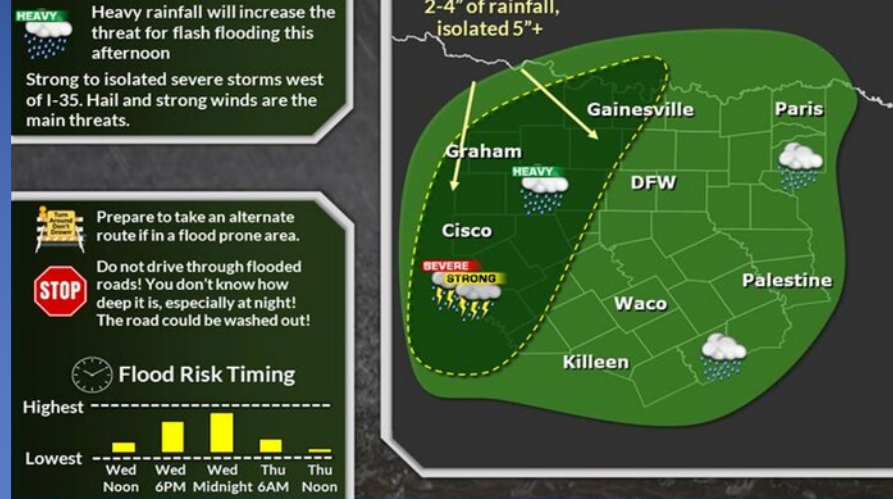 HEAVY
Heavy rainfall will increase the
threat for flash flooding this
afternoon
Strong to isolated severe storms west
of I-35. Hail and strong winds are the
main threats.
Turn
Around
Don't
Drown
Prepare to take an alternate
route if in a flood prone area.
STOP
Do not drive through flooded
roads! You don't know how
deep it is, especially at night!
The road could be washed out!
Flood Risk Timing
Highest
Lowest
Wed Wed Wed Thu Thu
Noon 6PM Midnight 6AM Noon
2-4" of rainfall,
isolated 5"+
Gainesville
Paris
Graham
HEAVY
DFW
Cisco
SEVERE
STRONG
Palestine
Waco
Killeen